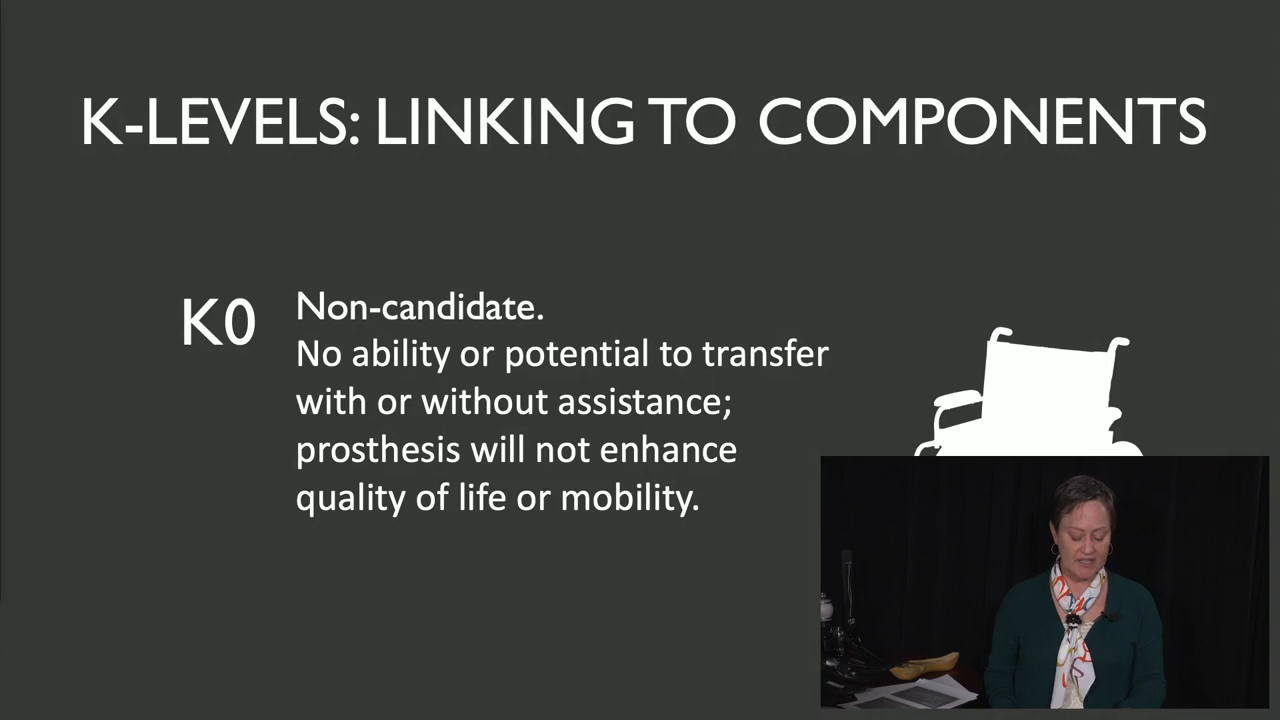 K-LEVELS: LINKING TO COMPONENTS
K0
Non-candidate.
No ability or potential to transfer
with or without assistance;
prosthesis will not enhance
quality of life or mobility.